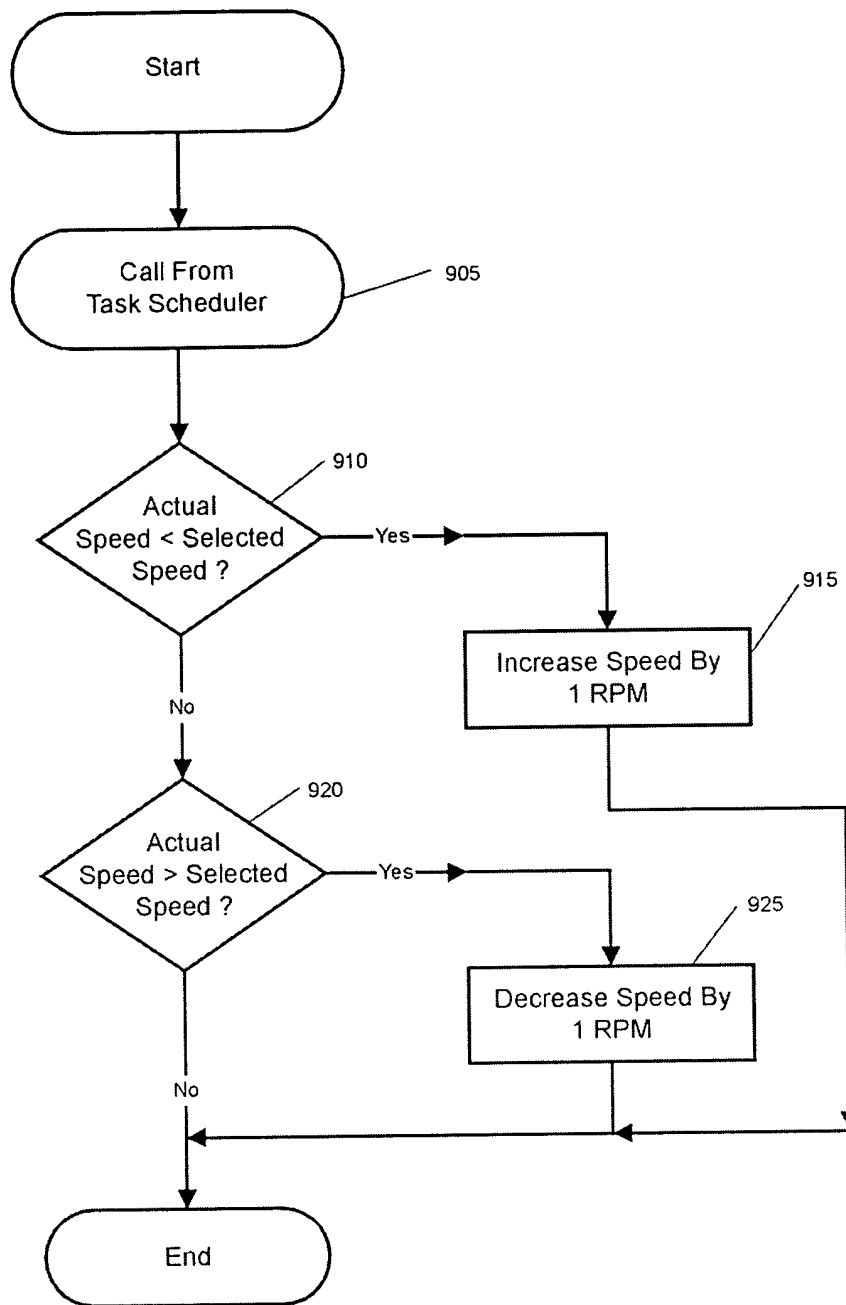 Start
Call From
Task Scheduler
905
910
Actual
Speed < Selected
Speed ?
Yes
915
Increase Speed By
1 RPM
No
920
Actual
Speed > Selected
Speed ?
Yes
925
Decrease Speed By
1 RPM
No
End